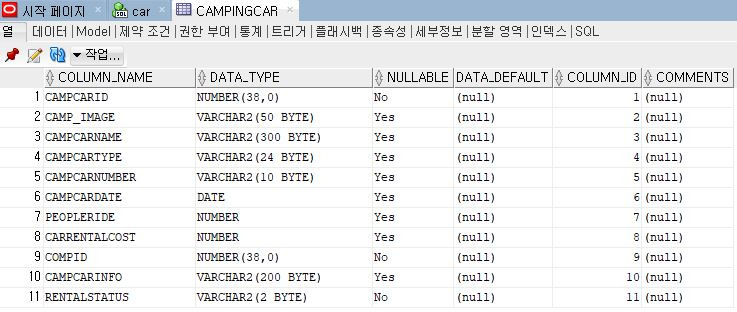 시작 페이지 car CAMPINGCAR
열 데이터 | Model | 제약 조건 | 권한 부여 | 통계 | 트리거 | 플래시백 | 종속성 | 세부정보 | 분할 영역 | 인덱스 | SQL
작업...
COLUMN_NAME DATA_TYPE NULLABLE DATA_DEFAULT COLUMN_ID COMMENTS
1 CAMPCARID NUMBER(38,0) No (null) 1 (null)
2 CAMP_IMAGE VARCHAR2(50 BYTE) Yes (null) 2 (null)
3 CAMPCARNAME VARCHAR2(300 BYTE) Yes (null) 3 (null)
4 CAMPCARTYPE VARCHAR2(24 BYTE) Yes (null) 4 (null)
5 CAMPCARNUMBER VARCHAR2(10 BYTE) Yes (null) 5 (null)
6 CAMPCARDATE DATE Yes (null) 6 (null)
7 PEOPLERIDE NUMBER Yes (null) 7 (null)
8 CARRENTALCOST NUMBER Yes (null) 8 (null)
9 COMPID NUMBER(38,0) No (null) 9 (null)
10 CAMPCARINFO VARCHAR2(200 BYTE) Yes (null) 10 (null)
11 RENTALSTATUS VARCHAR2(2 BYTE) No (null) 11 (null)